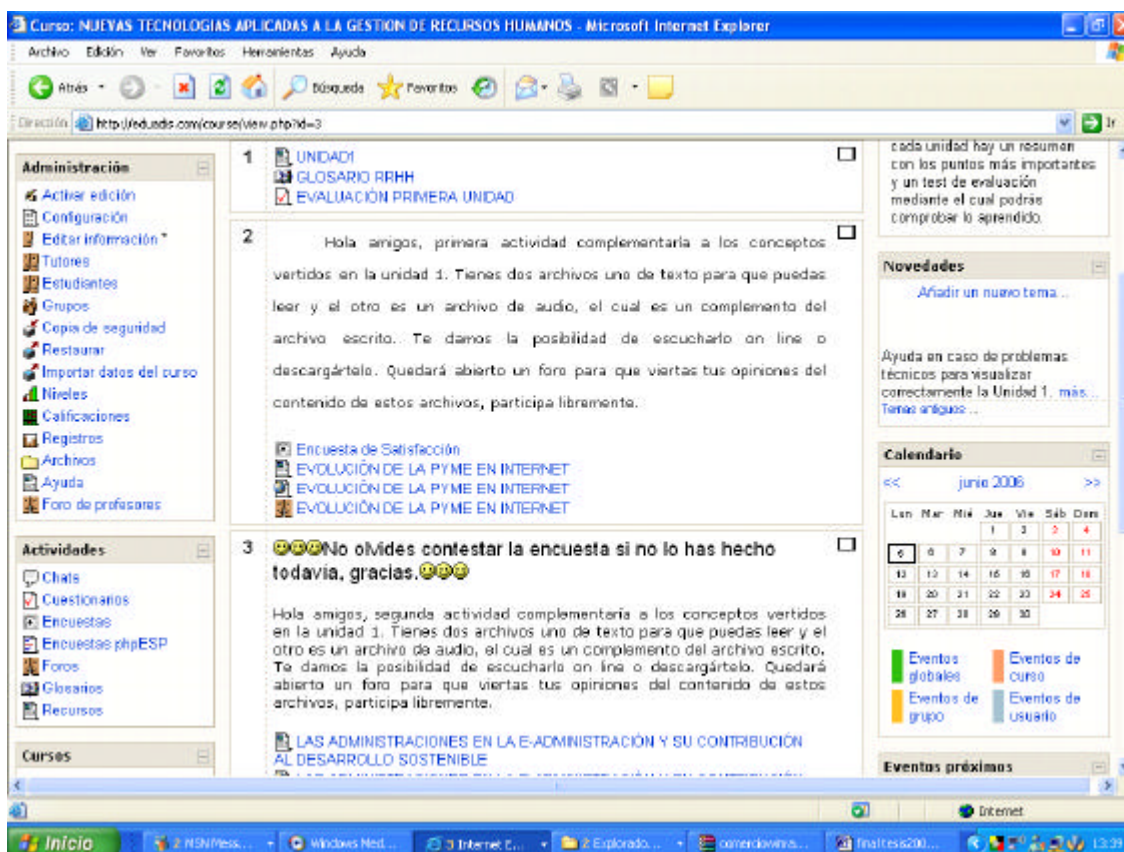 Curso: NUEVAS TECNOLOGIAS APLICADAS A LA GESTION DE RECURSOS HUMANOS - Microsoft Internet Explorer
Archivo Edición Ver Favoritos Herramientas Ayuda
Atrás Búsqueda Favoritos
Dirección http://eduadis.com/course/view.php?id=3 Ir
Administración
Activar edición
Configuración
Editar información
Tutores
Estudiantes
Grupos
Copia de seguridad
Restaurar
Importar datos del curso
Niveles
Calificaciones
Registros
Archivos
Ayuda
Foro de profesores
Actividades
Chats
Cuestionarios
Encuestas
Encuestas phpESP
Foros
Glosarios
Recursos
Cursos
1
UNIDAD1
GLOSARIO RRHH
EVALUACIÓN PRIMERA UNIDAD
2
Hola amigos, primera actividad complementaría a los conceptos
vertidos en la unidad 1. Tienes dos archivos uno de texto para que puedas
leer y el otro es un archivo de audio, el cual es un complemento del
archivo escrito. Te damos la posibilidad de escucharlo on line o
descargártelo. Quedará abierto un foro para que viertas tus opiniones del
contenido de estos archivos, participa libremente.
Encuesta de Satisfacción
EVOLUCIÓN DE LA PYME EN INTERNET
EVOLUCIÓN DE LA PYME EN INTERNET
EVOLUCIÓN DE LA PYME EN INTERNET
3
No olvides contestar la encuesta si no lo has hecho
todavía, gracias.
Hola amigos, segunda actividad complementaría a los conceptos vertidos
en la unidad 1. Tienes dos archivos uno de texto para que puedas leer y el
otro es un archivo de audio, el cual es un complemento del archivo escrito.
Te damos la posibilidad de escucharlo on line o descargártelo. Quedará
abierto un foro para que viertas tus opiniones del contenido de estos
archivos, participa libremente.
LAS ADMINISTRACIONES EN LA E-ADMINISTRACIÓN Y SU CONTRIBUCIÓN
AL DESARROLLO SOSTENIBLE
cada unidad hay un resumen
con los puntos más importantes
y un test de evaluación
mediante el cual podrás
comprobar lo aprendido.
Novedades
Añadir un nuevo tema...
Ayuda en caso de problemas
técnicos para visualizar
correctamente la Unidad 1. más...
Temas antiguos ...
Calendario
<< junio 2006 >>
Lun Mar Mié Jue Vie Sáb Dom
1 2 3 4
5 6 7 8 9 10 11
12 13 14 15 16 17 18
19 20 21 22 23 24 25
26 27 28 29 30
Eventos globales
Eventos de curso
Eventos de grupo
Eventos de usuario
Eventos próximos
Internet
Inicio 2 MSN Mess... Windows Med... 3 Internet E... 2 Explorado... finaltesis200... 13:39